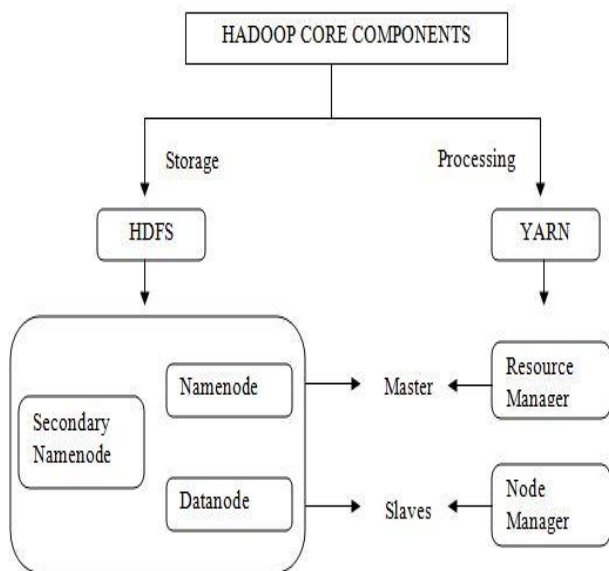 HADOOP CORE COMPONENTS
Storage
Processing
HDFS
YARN
Namenode
Master
Resource
Manager
Secondary
Namenode
Datanode
Slaves
Node
Manager